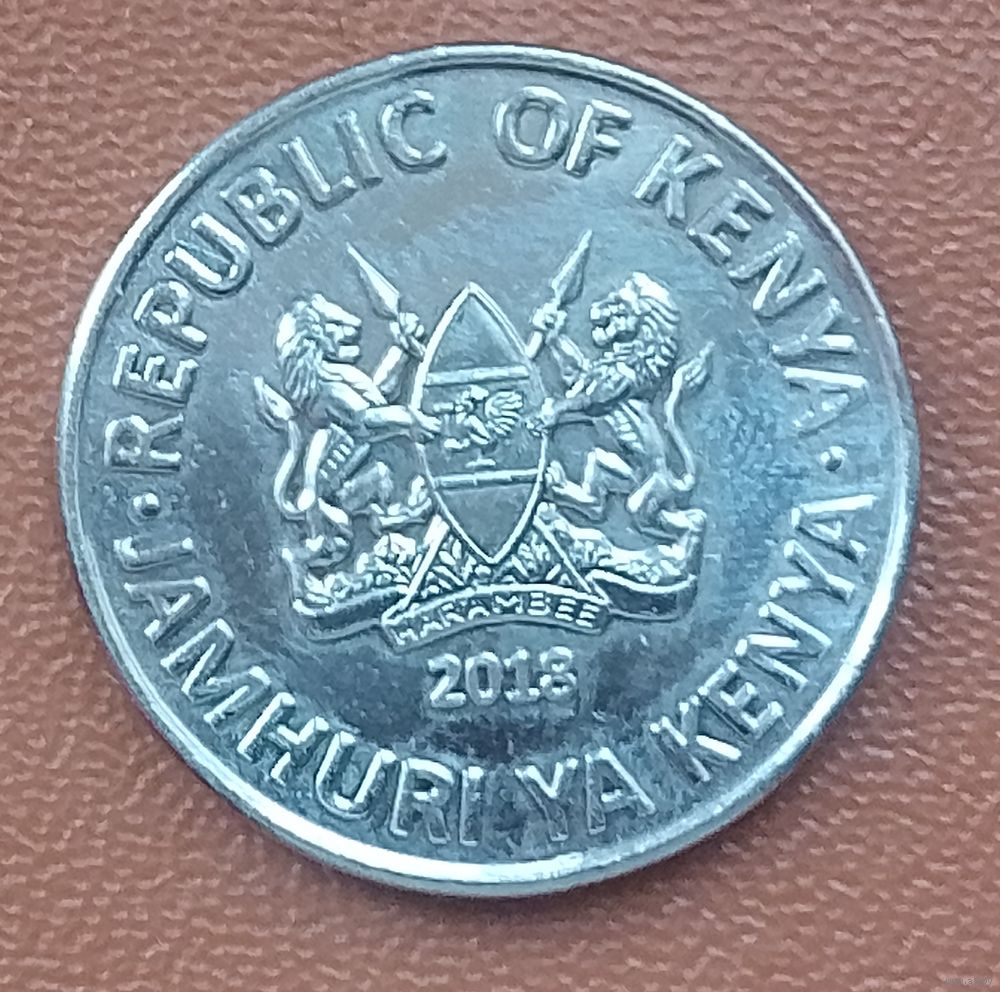 · REPUBLIC OF KENYA ·
HARAMBEE
2018
JAMHURI YA KENYA